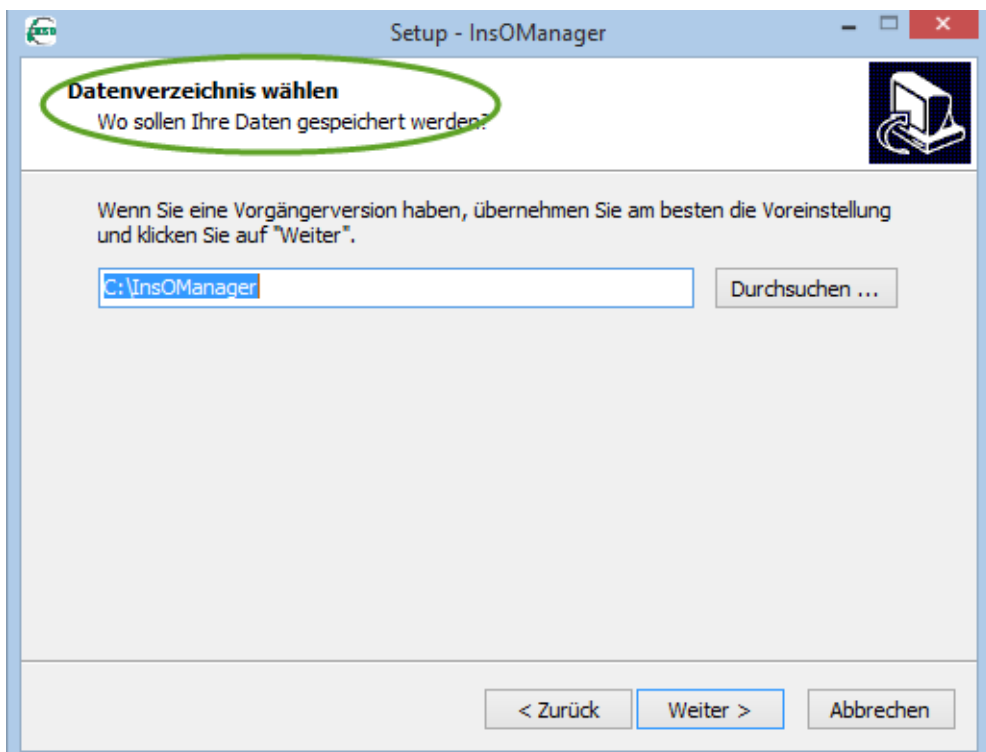 Setup - InsOManager
Datenverzeichnis wählen
Wo sollen Ihre Daten gespeichert werden?
Wenn Sie eine Vorgängerversion haben, übernehmen Sie am besten die Voreinstellung
und klicken Sie auf "Weiter".
C:\InsOManager
Durchsuchen ...
< Zurück
Weiter >
Abbrechen